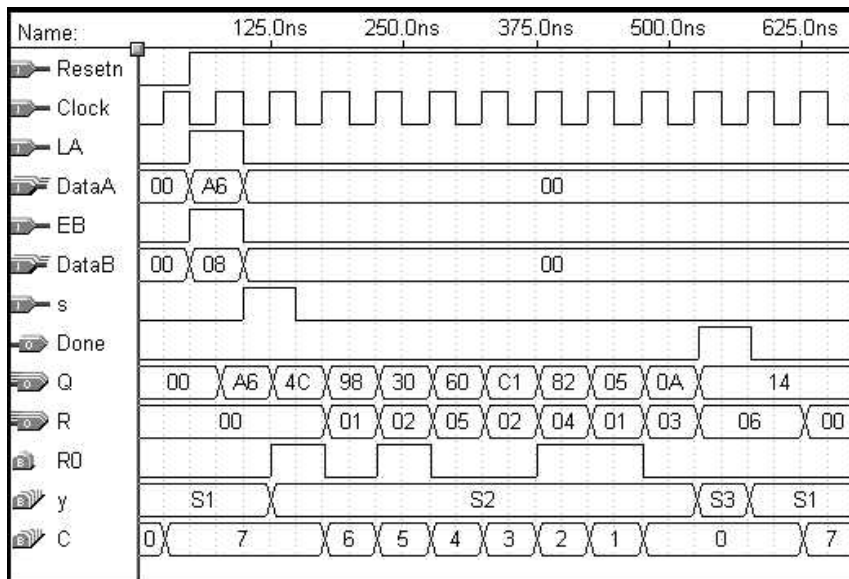 Name: 125.0ns 250.0ns 375.0ns 500.0ns 625.0ns
Resetn
Clock
LA
DataA 00 A6 00
EB
DataB 00 08 00
s
Done
Q 00 A6 4C 98 30 60 C1 82 05 0A 14
R 00 01 02 05 02 04 01 03 06 00
R0
y S1 S2 S3 S1
C 0 7 6 5 4 3 2 1 0 7